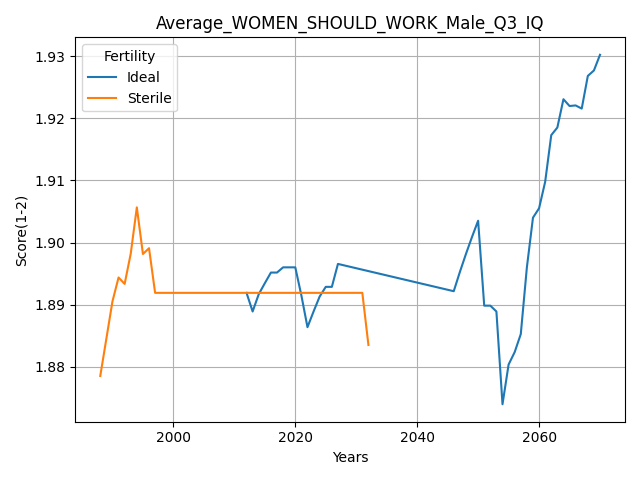 Average_WOMEN_SHOULD_WORK_Male_Q3_IQ
Fertility
Ideal
Sterile
Score(1-2)
1.93
1.92
1.91
1.90
1.89
1.88
2000
2020
2040
2060
Years